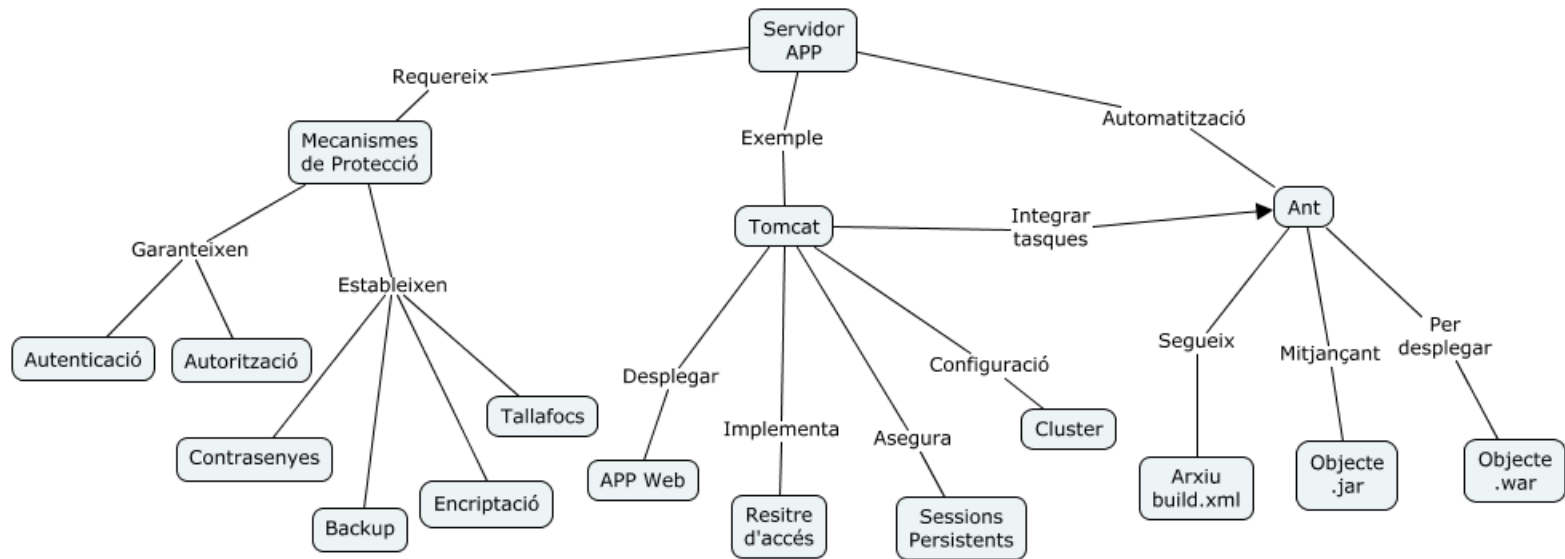 Servidor
APP
Requereix
Exemple
Automatització
Mecanismes
de Protecció
Tomcat
Integrar
tasques
Ant
Garanteixen
Estableixen
Autenticació
Autorització
Contrasenyes
Backup
Encriptació
Tallafocs
Desplegar
Implementa
Asegura
Configuració
APP Web
Resitre
d'accés
Sessions
Persistents
Cluster
Segueix
Mitjançant
Per
desplegar
Arxiu
build.xml
Objecte
.jar
Objecte
.war